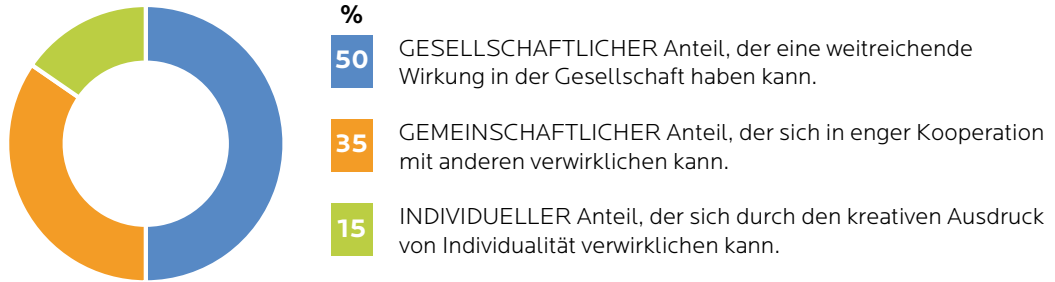 %
50
GESELLSCHAFTLICHER Anteil, der eine weitreichende
Wirkung in der Gesellschaft haben kann.
35
GEMEINSCHAFTLICHER Anteil, der sich in enger Kooperation
mit anderen verwirklichen kann.
15
INDIVIDUELLER Anteil, der sich durch den kreativen Ausdruck
von Individualität verwirklichen kann.